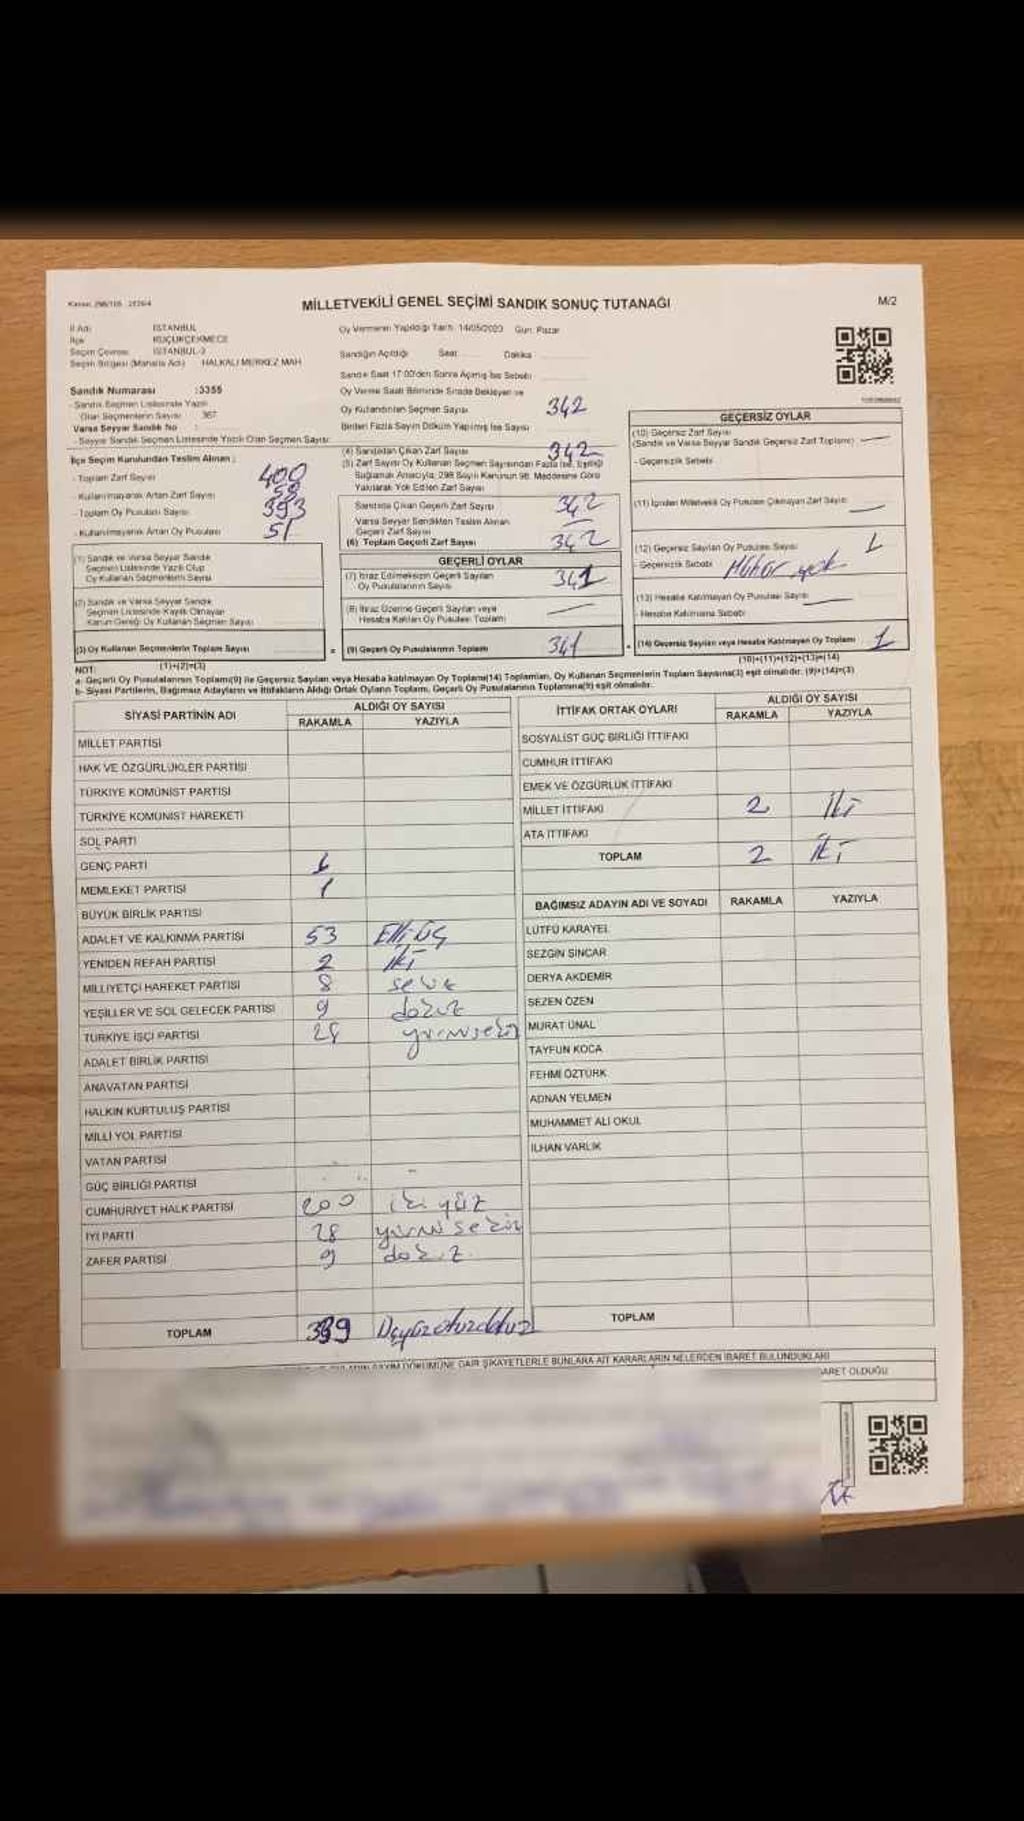 Kanun: 298/105 2839/4
MİLLETVEKİLİ GENEL SEÇİMİ SANDIK SONUÇ TUTANAĞI
M/2
İl Adı İSTANBUL
İlçe KÜÇÜKÇEKMECE
Seçim Çevresi İSTANBUL-3
Seçim Bölgesi (Mahalle Adı) HALKALI MERKEZ MAH
Sandık Numarası :3355
- Sandık Seçmen Listesinde Yazılı
Olan Seçmenlerin Sayısı : 367
Varsa Seyyar Sandık No :
- Seyyar Sandık Seçmen Listesinde Yazılı Olan Seçmen Sayısı:
İlçe Seçim Kurulundan Teslim Alınan :
- Toplam Zarf Sayısı 400
- Kullanılmayarak Artan Zarf Sayısı 58
- Toplam Oy Pusulası Sayısı 393
- Kullanılmayarak Artan Oy Pusulası 51
(1) Sandık ve Varsa Seyyar Sandık
Seçmen Listesinde Yazılı Olup
Oy Kullanan Seçmenlerin Sayısı
(2) Sandık ve Varsa Seyyar Sandık
Seçmen Listesinde Kayıtlı Olmayan
Kanun Gereği Oy Kullanan Seçmen Sayısı
(3) Oy Kullanan Seçmenlerin Toplam Sayısı
(1)+(2)=(3)
Oy Vermenin Yapıldığı Tarih: 14/05/2023 Gün: Pazar
Sandığın Açıldığı Saat Dakika
Sandık Saat 17:00'den Sonra Açılmış İse Sebebi
Oy Verme Saati Bitiminde Sırada Bekleyen ve
Oy Kullandırılan Seçmen Sayısı 342
Birden Fazla Sayım Döküm Yapılmış İse Sayısı
(4) Sandıktan Çıkan Zarf Sayısı 342
(5) Zarf Sayısı Oy Kullanan Seçmen Sayısından Fazla İse, Eşitliği
Sağlamak Amacıyla, 298 Sayılı Kanunun 98. Maddesine Göre
Yakılarak Yok Edilen Zarf Sayısı
Sandıkta Çıkan Geçerli Zarf Sayısı 342
Varsa Seyyar Sandıktan Teslim Alınan
Geçerli Zarf Sayısı —
(6) Toplam Geçerli Zarf Sayısı 342
GEÇERLİ OYLAR
(7) İtiraz Edilmeksizin Geçerli Sayılan
Oy Pusulalarının Sayısı 341
(8) İtiraz Üzerine Geçerli Sayılan veya
Hesaba Katılan Oy Pusulası Toplamı —
= (9) Geçerli Oy Pusulalarının Toplamı 341
GEÇERSİZ OYLAR
(10) Geçersiz Zarf Sayısı
(Sandık ve Varsa Seyyar Sandık Geçersiz Zarf Toplamı) —
- Geçersizlik Sebebi
(11) İçinden Milletvekili Oy Pusulası Çıkmayan Zarf Sayısı —
(12) Geçersiz Sayılan Oy Pusulası Sayısı 1
- Geçersizlik Sebebi Mühür yok
(13) Hesaba Katılmayan Oy Pusulası Sayısı —
- Hesaba Katılmama Sebebi
(14) Geçersiz Sayılan veya Hesaba Katılmayan Oy Toplamı 1
(10)+(11)+(12)+(13)=(14)
NOT:
a- Geçerli Oy Pusulalarının Toplamı(9) ile Geçersiz Sayılan veya Hesaba katılmayan Oy Toplamı(14) Toplamları, Oy Kullanan Seçmenlerin Toplam Sayısına(3) eşit olmalıdır. (9)+(14)=(3)
b- Siyasi Partilerin, Bağımsız Adayların ve İttifakların Aldığı Ortak Oyların Toplamı, Geçerli Oy Pusulalarının Toplamına(9) eşit olmalıdır.
SİYASİ PARTİNİN ADI ALDIĞI OY SAYISI
RAKAMLA YAZIYLA
MİLLET PARTİSİ
HAK VE ÖZGÜRLÜKLER PARTİSİ
TÜRKİYE KOMÜNİST PARTİSİ
TÜRKİYE KOMÜNİST HAREKETİ
SOL PARTİ
GENÇ PARTİ 1
MEMLEKET PARTİSİ 1
BÜYÜK BİRLİK PARTİSİ
ADALET VE KALKINMA PARTİSİ 53 Elli üç
YENİDEN REFAH PARTİSİ 2 İKİ
MİLLİYETÇİ HAREKET PARTİSİ 8 sekiz
YEŞİLLER VE SOL GELECEK PARTİSİ 9 dokuz
TÜRKİYE İŞÇİ PARTİSİ 28 yirmisekiz
ADALET BİRLİK PARTİSİ
ANAVATAN PARTİSİ
HALKIN KURTULUŞ PARTİSİ
MİLLİ YOL PARTİSİ
VATAN PARTİSİ
GÜÇ BİRLİĞİ PARTİSİ
CUMHURİYET HALK PARTİSİ 200 iki yüz
İYİ PARTİ 28 yirmi sekiz
ZAFER PARTİSİ 9 dokuz
TOPLAM 339 Üçyüzotuzdokuz
İTTİFAK ORTAK OYLARI ALDIĞI OY SAYISI
RAKAMLA YAZIYLA
SOSYALİST GÜÇ BİRLİĞİ İTTİFAKI
CUMHUR İTTİFAKI
EMEK VE ÖZGÜRLÜK İTTİFAKI
MİLLET İTTİFAKI 2 İki
ATA İTTİFAKI
TOPLAM 2 İKİ
BAĞIMSIZ ADAYIN ADI VE SOYADI RAKAMLA YAZIYLA
LÜTFÜ KARAYEL
SEZGİN SİNCAR
DERYA AKDEMİR
SEZEN ÖZEN
MURAT ÜNAL
TAYFUN KOCA
FEHMİ ÖZTÜRK
ADNAN YELMEN
MUHAMMET ALİ OKUL
İLHAN VARLIK
TOPLAM
SAYIM DÖKÜMÜNE DAİR ŞİKAYETLERLE BUNLARA AİT KARARLARIN NELERDEN İBARET BULUNDUKLARI
İBARET OLDUĞU